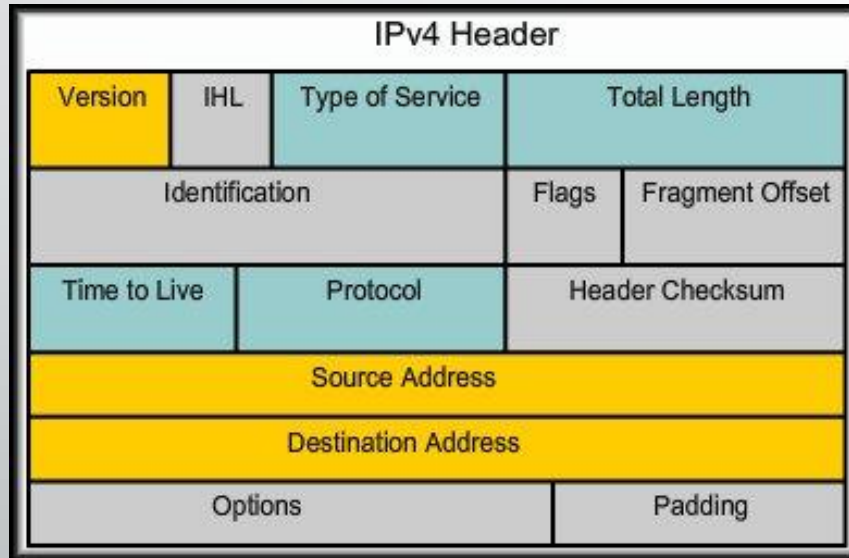 IPv4 Header
Version IHL Type of Service Total Length
Identification Flags Fragment Offset
Time to Live Protocol Header Checksum
Source Address
Destination Address
Options Padding